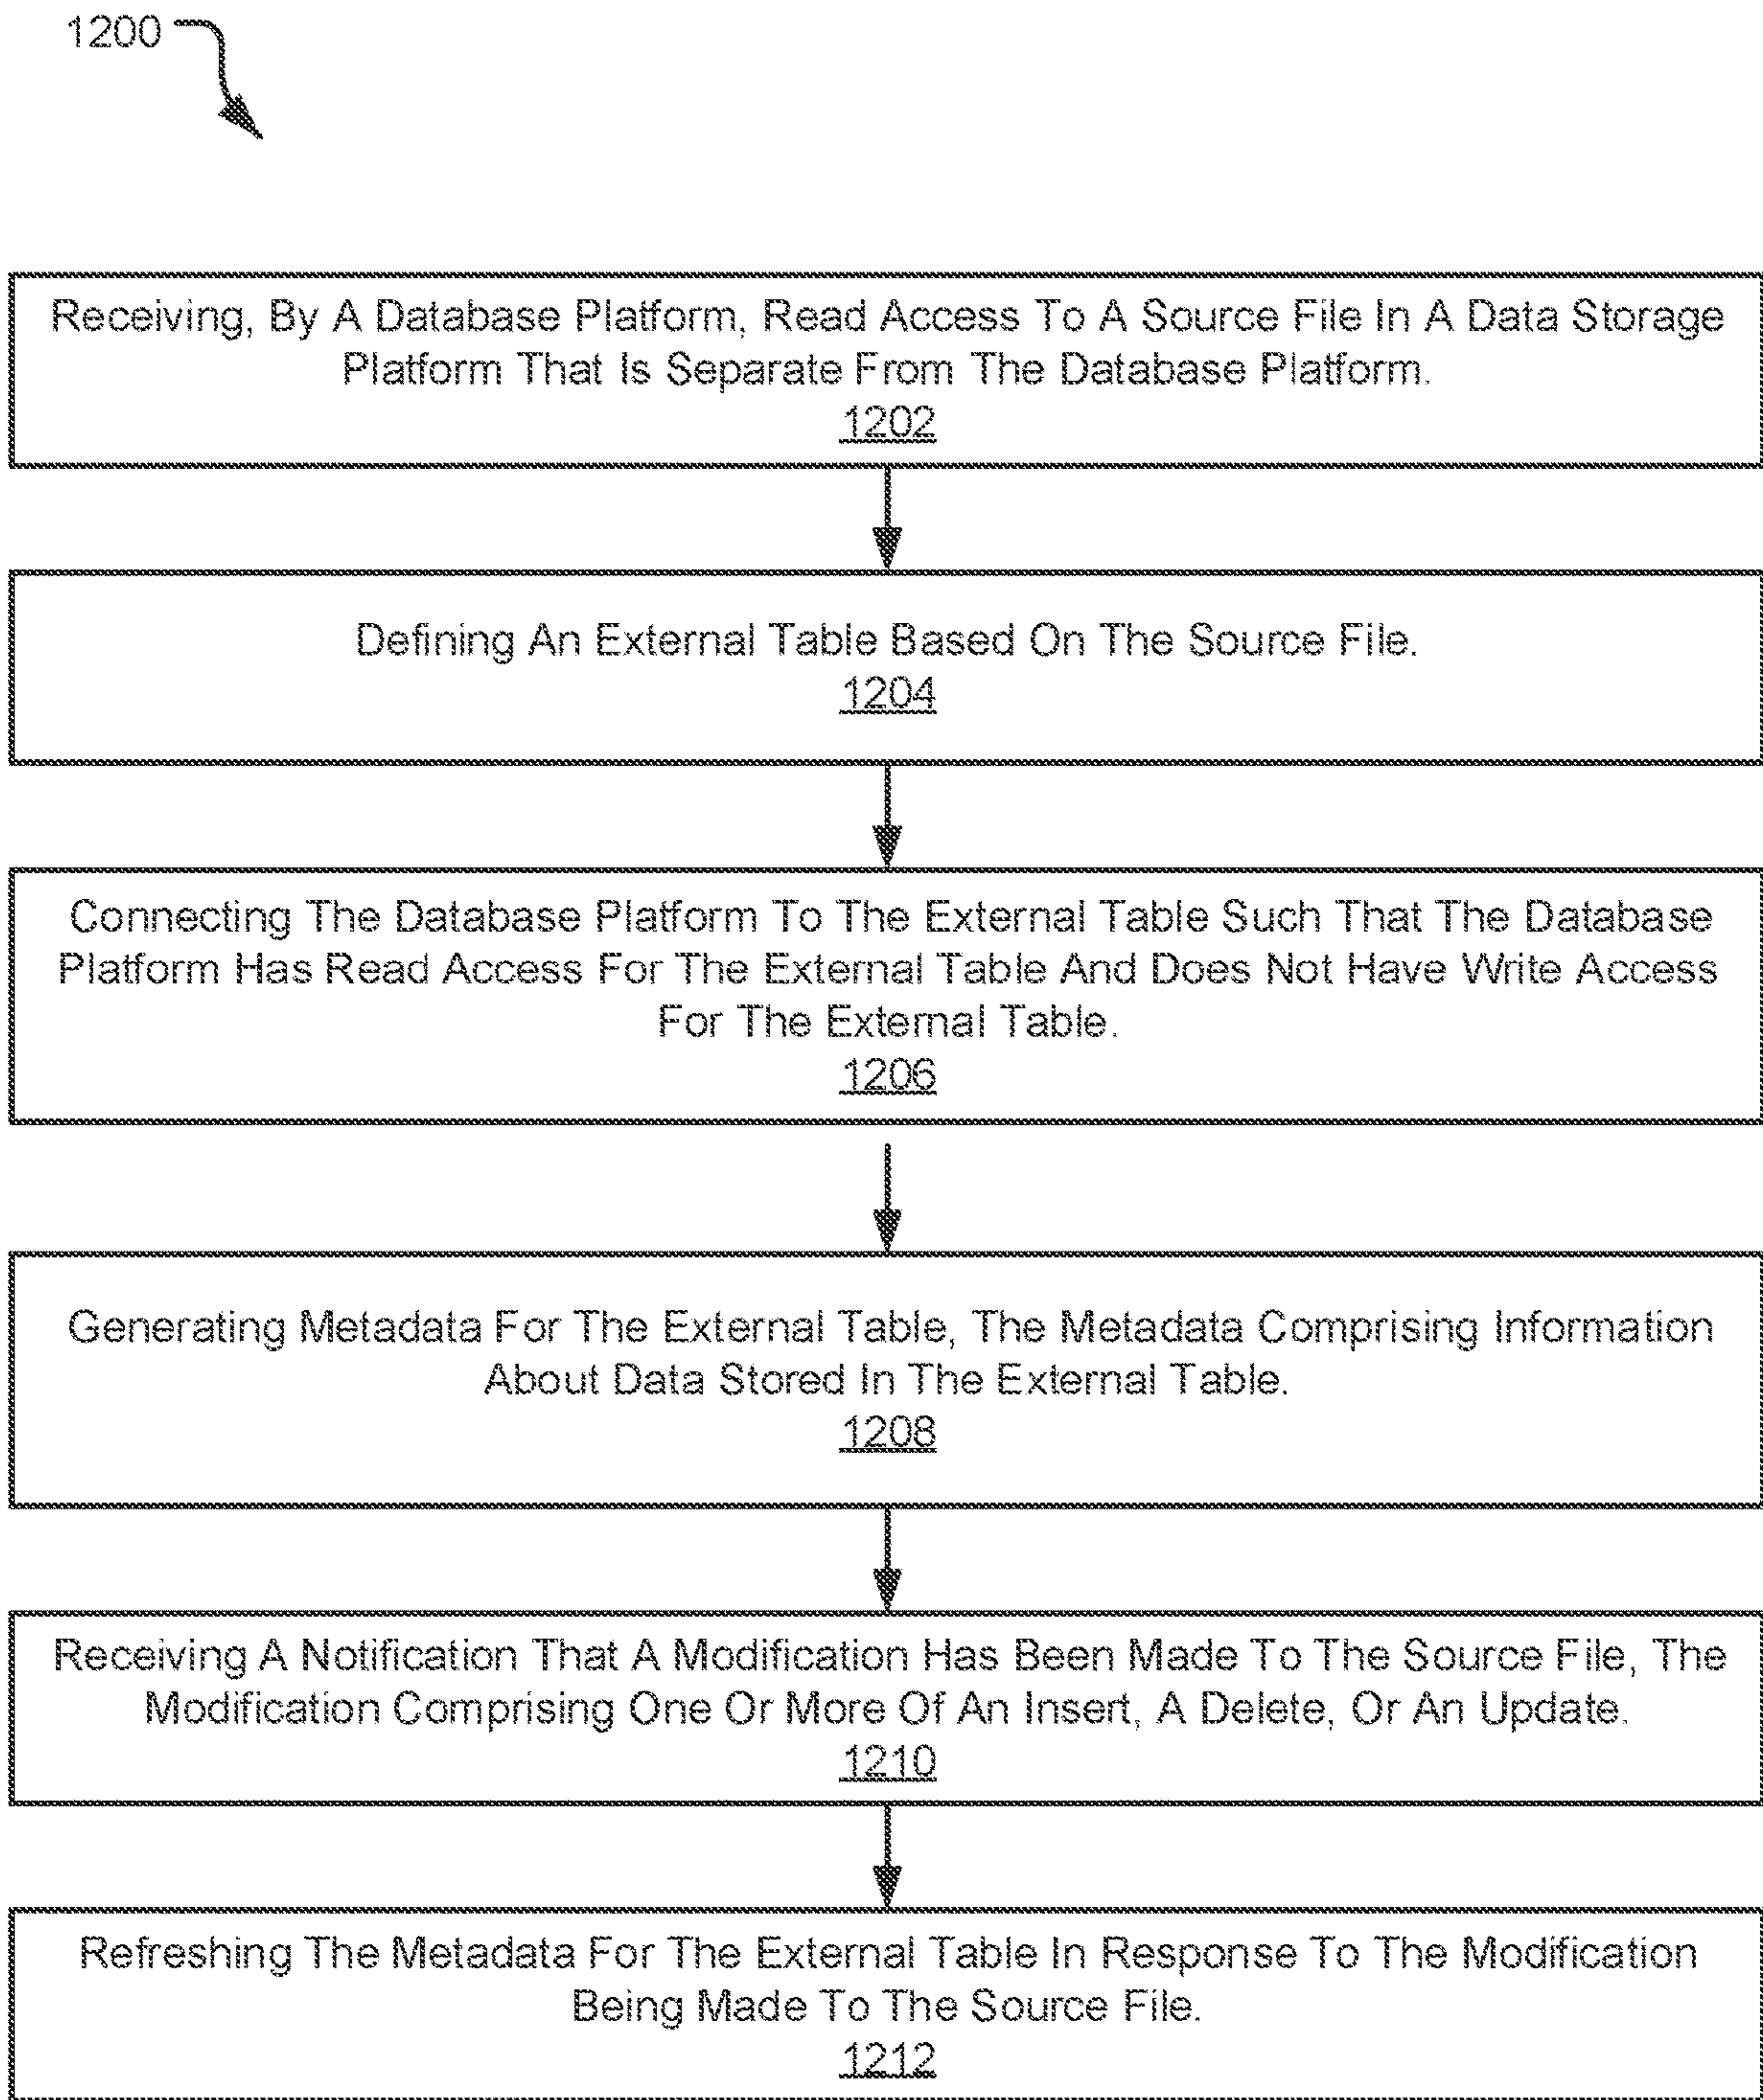 1200
Receiving, By A Database Platform, Read Access To A Source File In A Data Storage
Platform That Is Separate From The Database Platform.
1202
Defining An External Table Based On The Source File.
1204
Connecting The Database Platform To The External Table Such That The Database
Platform Has Read Access For The External Table And Does Not Have Write Access
For The External Table.
1206
Generating Metadata For The External Table, The Metadata Comprising Information
About Data Stored In The External Table.
1208
Receiving A Notification That A Modification Has Been Made To The Source File, The
Modification Comprising One Or More Of An Insert, A Delete, Or An Update.
1210
Refreshing The Metadata For The External Table In Response To The Modification
Being Made To The Source File.
1212